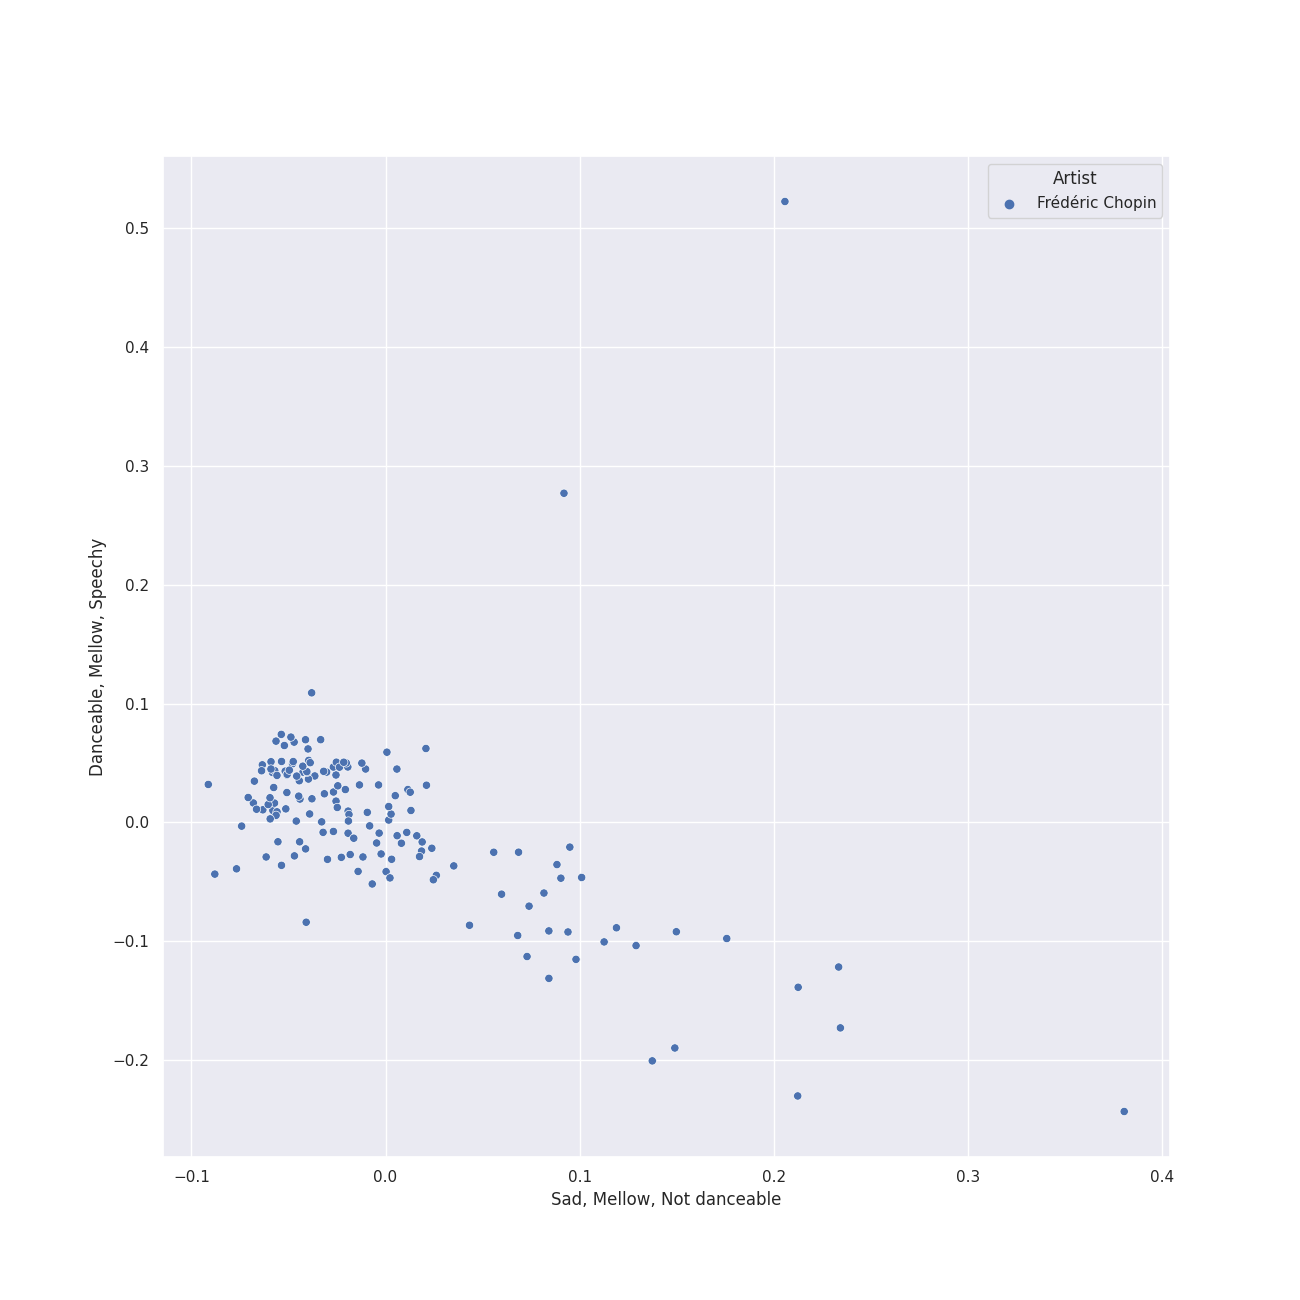 Artist
Frédéric Chopin
0.5
0.4
0.3
0.2
0.1
0.0
−0.1
−0.2
Danceable, Mellow, Speechy
−0.1 0.0 0.1 0.2 0.3 0.4
Sad, Mellow, Not danceable